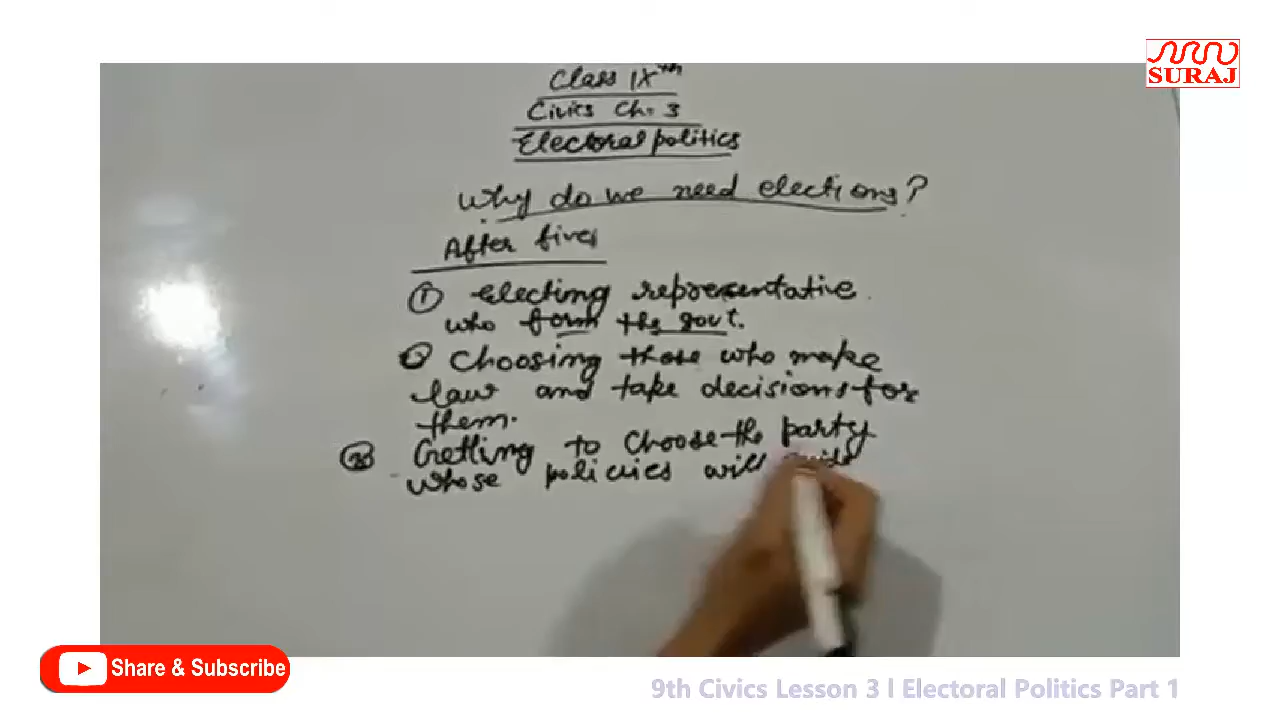 SURAJ
Class IXth
Civics Ch. 3
Electoral politics
Why do we need elections?
After
① Electing representative
who form the govt.
Choosing those who make
law and take decisions for
them.
③ Getting to choose the party
whose policies will
Share & Subscribe
9th Civics Lesson 3 l Electoral Politics Part 1